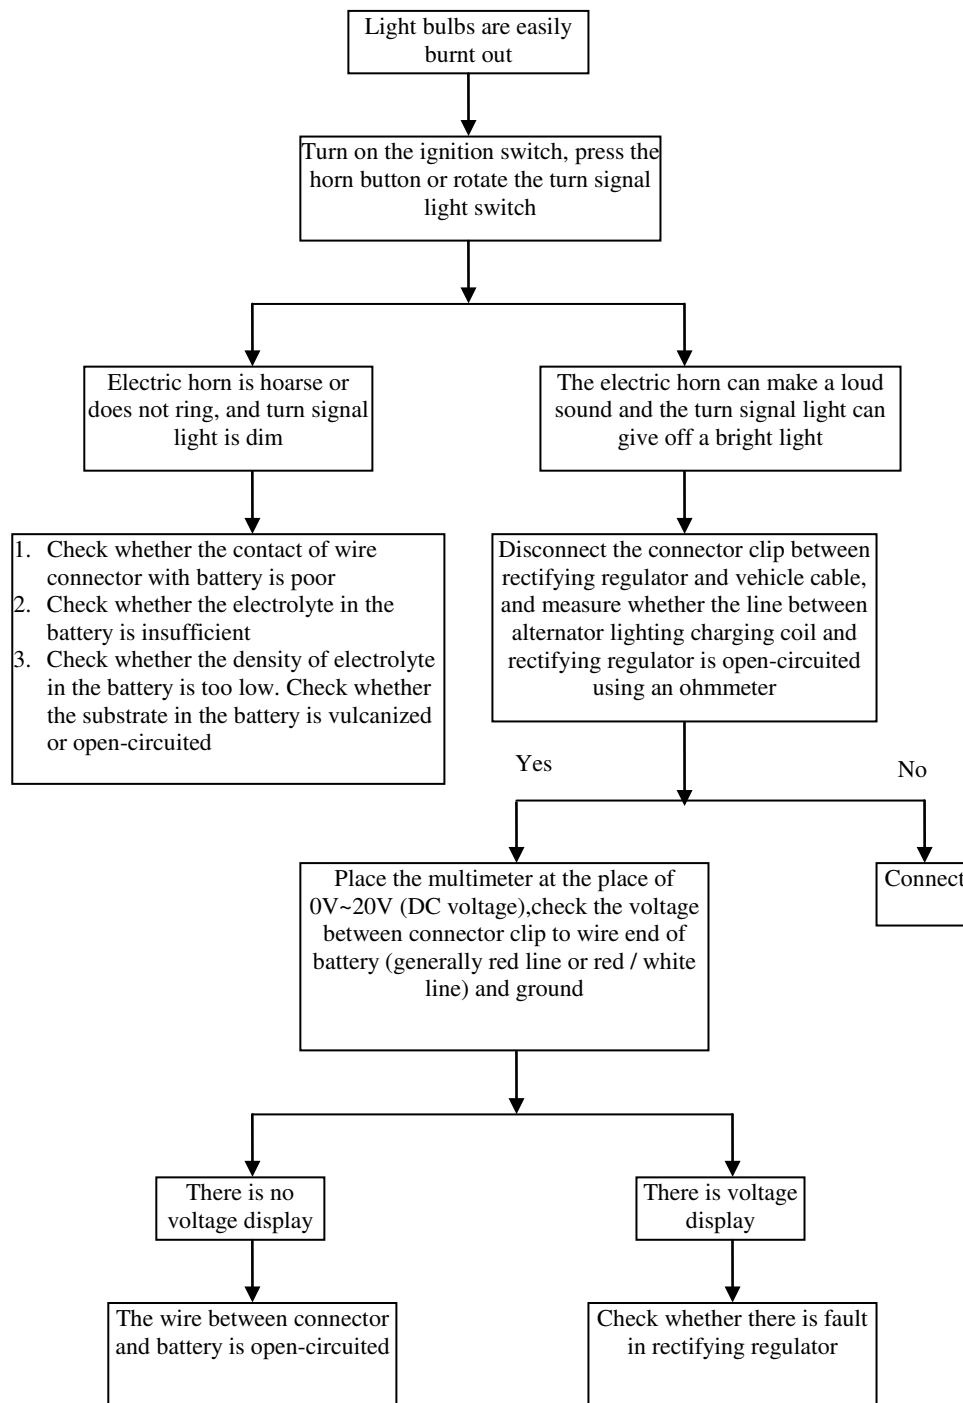 Light bulbs are easily
burnt out
Turn on the ignition switch, press the
horn button or rotate the turn signal
light switch
Electric horn is hoarse or
does not ring, and turn signal
light is dim
The electric horn can make a loud
sound and the turn signal light can
give off a bright light
1. Check whether the contact of wire
connector with battery is poor
2. Check whether the electrolyte in the
battery is insufficient
3. Check whether the density of electrolyte
in the battery is too low. Check whether
the substrate in the battery is vulcanized
or open-circuited
Disconnect the connector clip between
rectifying regulator and vehicle cable,
and measure whether the line between
alternator lighting charging coil and
rectifying regulator is open-circuited
using an ohmmeter
Yes
No
Place the multimeter at the place of
0V~20V (DC voltage),check the voltage
between connector clip to wire end of
battery (generally red line or red / white
line) and ground
Connect
There is no
voltage display
There is voltage
display
The wire between connector
and battery is open-circuited
Check whether there is fault
in rectifying regulator